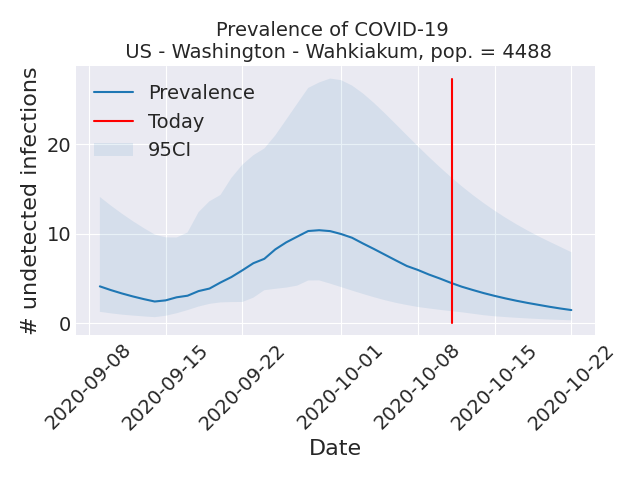 Prevalence of COVID-19
US - Washington - Wahkiakum, pop. = 4488
# undetected infections
20
10
0
Prevalence
Today
95CI
2020-09-08
2020-09-15
2020-09-22
2020-10-01
2020-10-08
2020-10-15
2020-10-22
Date